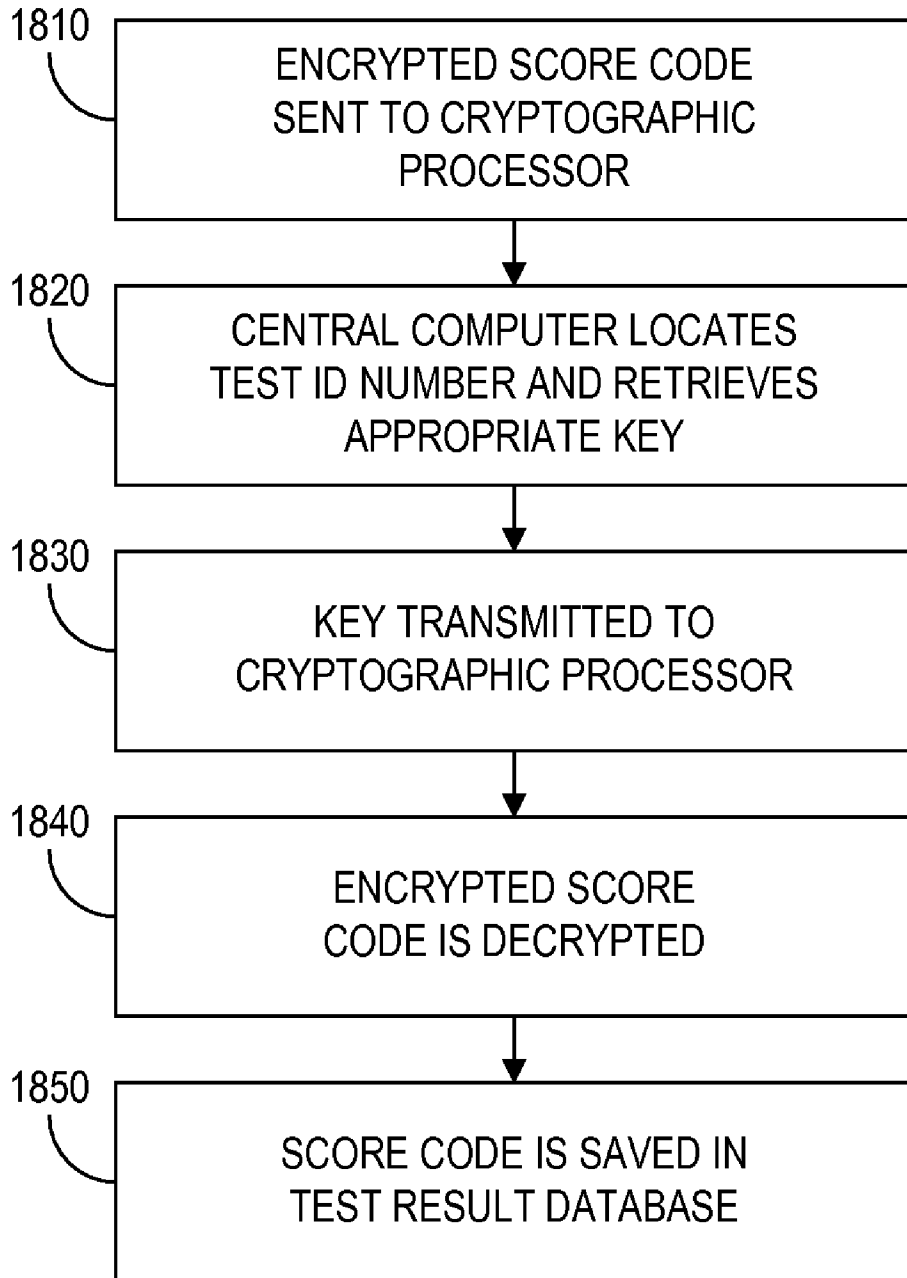 1810
ENCRYPTED SCORE CODE
SENT TO CRYPTOGRAPHIC
PROCESSOR
1820
CENTRAL COMPUTER LOCATES
TEST ID NUMBER AND RETRIEVES
APPROPRIATE KEY
1830
KEY TRANSMITTED TO
CRYPTOGRAPHIC PROCESSOR
1840
ENCRYPTED SCORE
CODE IS DECRYPTED
1850
SCORE CODE IS SAVED IN
TEST RESULT DATABASE